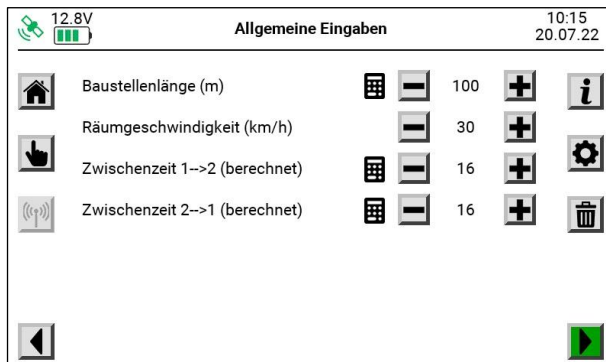 12.8V
Allgemeine Eingaben
10:15
20.07.22
Baustellenlänge (m) 100
Räumgeschwindigkeit (km/h) 30
Zwischenzeit 1-->2 (berechnet) 16
Zwischenzeit 2-->1 (berechnet) 16